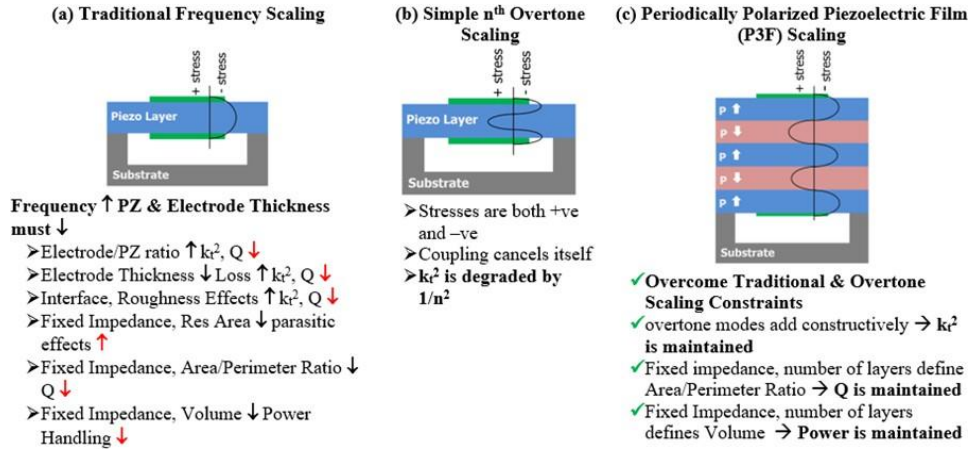 (a) Traditional Frequency Scaling
+ stress
- stress
Piezo Layer
Substrate
Frequency ↑ PZ & Electrode Thickness
must ↓
➢Electrode/PZ ratio ↑ kₜ², Q ↓
➢Electrode Thickness ↓ Loss ↑ kₜ², Q ↓
➢Interface, Roughness Effects ↑ kₜ², Q ↓
➢Fixed Impedance, Res Area ↓ parasitic
effects ↑
➢Fixed Impedance, Area/Perimeter Ratio ↓
Q ↓
➢Fixed Impedance, Volume ↓ Power
Handling ↓
(b) Simple nᵗʰ Overtone
Scaling
+ stress
- stress
Piezo Layer
Substrate
➢Stresses are both +ve
and –ve
➢Coupling cancels itself
➢kₜ² is degraded by
1/n²
(c) Periodically Polarized Piezoelectric Film
(P3F) Scaling
+ stress
- stress
P ⬆
P ⬇
P ⬆
P ⬇
P ⬆
Substrate
✓Overcome Traditional & Overtone
Scaling Constraints
✓overtone modes add constructively → kₜ²
is maintained
✓Fixed impedance, number of layers define
Area/Perimeter Ratio → Q is maintained
✓Fixed Impedance, number of layers
defines Volume → Power is maintained